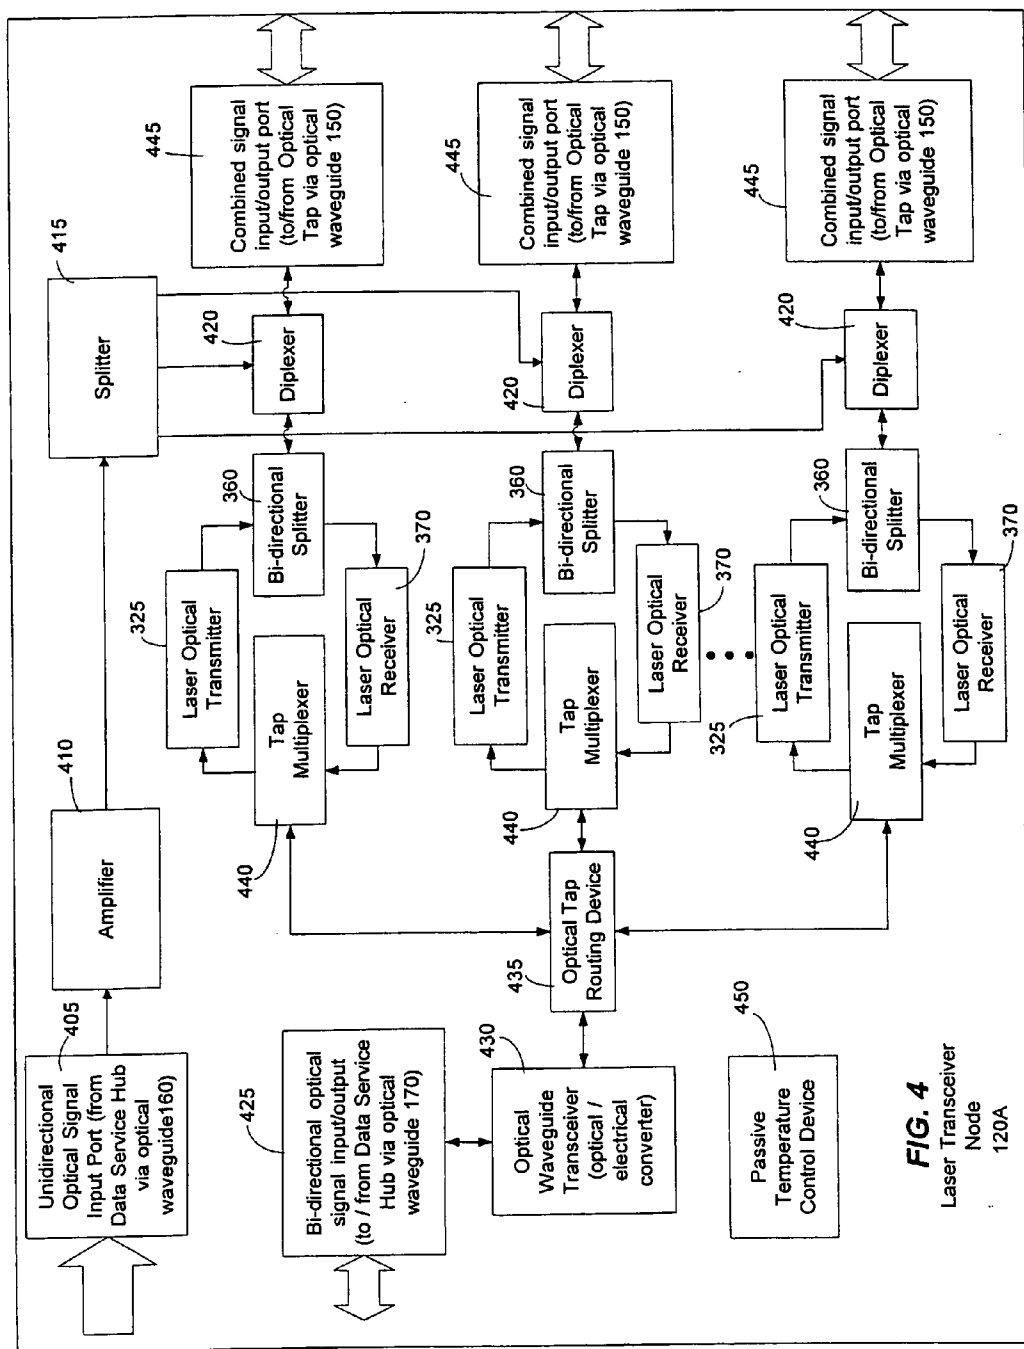 Unidirectional
Optical Signal
Input Port (from
Data Service Hub
via optical
waveguide160)
405
Amplifier
410
Splitter
415
445
Combined signal
input/output port
(to/from Optical
Tap via optical
waveguide 150)
420
Diplexer
360
Bi-directional
Splitter
325
Laser Optical
Transmitter
370
Laser Optical
Receiver
Tap
Multiplexer
440
425
Bi-directional optical
signal input/output
(to / from Data Service
Hub via optical
waveguide 170)
430
Optical
Waveguide
Transceiver
(optical /
electrical
converter)
435
Optical Tap
Routing Device
440
Tap
Multiplexer
325
Laser Optical
Transmitter
Laser Optical
Receiver
370
360
Bi-directional
Splitter
420
Diplexer
445
Combined signal
input/output port
(to/from Optical
Tap via optical
waveguide 150)
325
Laser Optical
Transmitter
440
Tap
Multiplexer
Laser Optical
Receiver
370
360
Bi-directional
Splitter
420
Diplexer
445
Combined signal
input/output port
(to/from Optical
Tap via optical
waveguide 150)
450
Passive
Temperature
Control Device
FIG. 4
Laser Transceiver
Node
120A